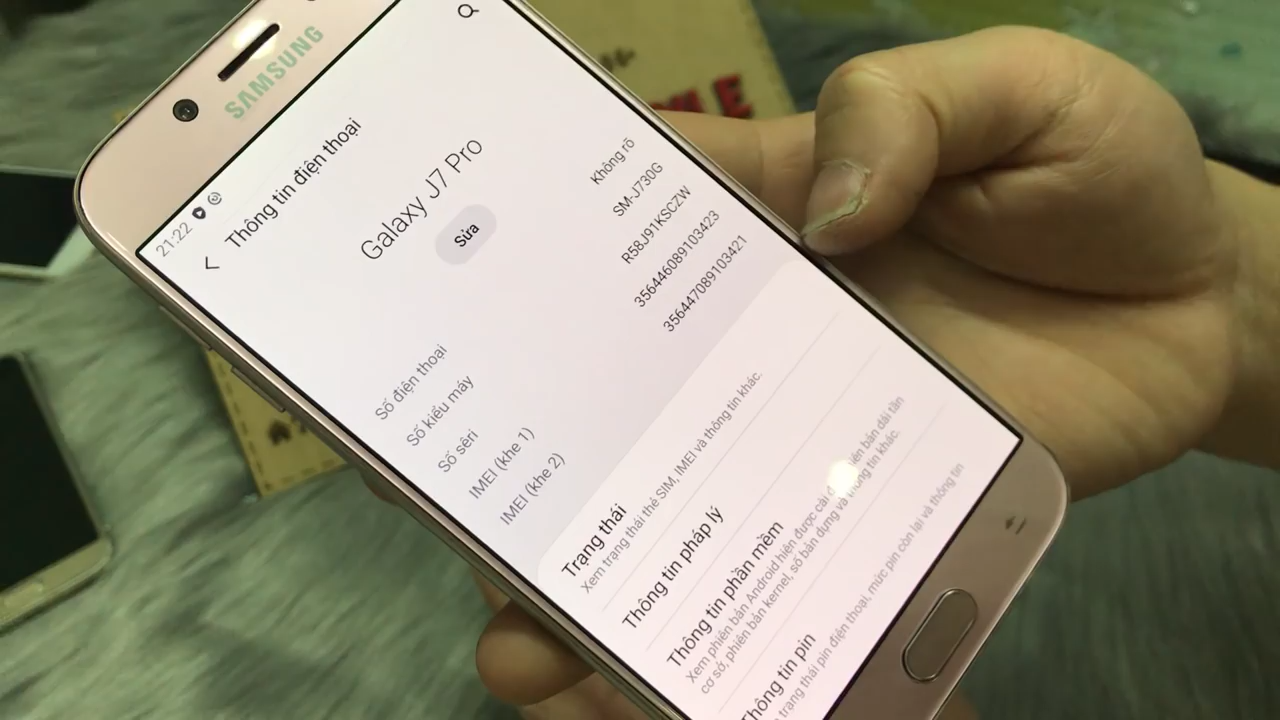 SAMSUNG
21:22
Thông tin điện thoại
Galaxy J7 Pro
Sửa
Số điện thoại Không rõ
Số kiểu máy SM-J730G
Số sêri R58J91KSCZW
IMEI (khe 1) 356446089103423
IMEI (khe 2) 356447089103421
Trạng thái
Xem trạng thái thẻ SIM, IMEI và thông tin khác.
Thông tin pháp lý
Thông tin phần mềm
Xem phiên bản Android hiện được cài phiên bản dải tần
cơ sở, phiên bản kernel, số bản dựng và thông tin khác.
Thông tin pin
trạng thái pin điện thoại, mức pin còn lại và thông tin